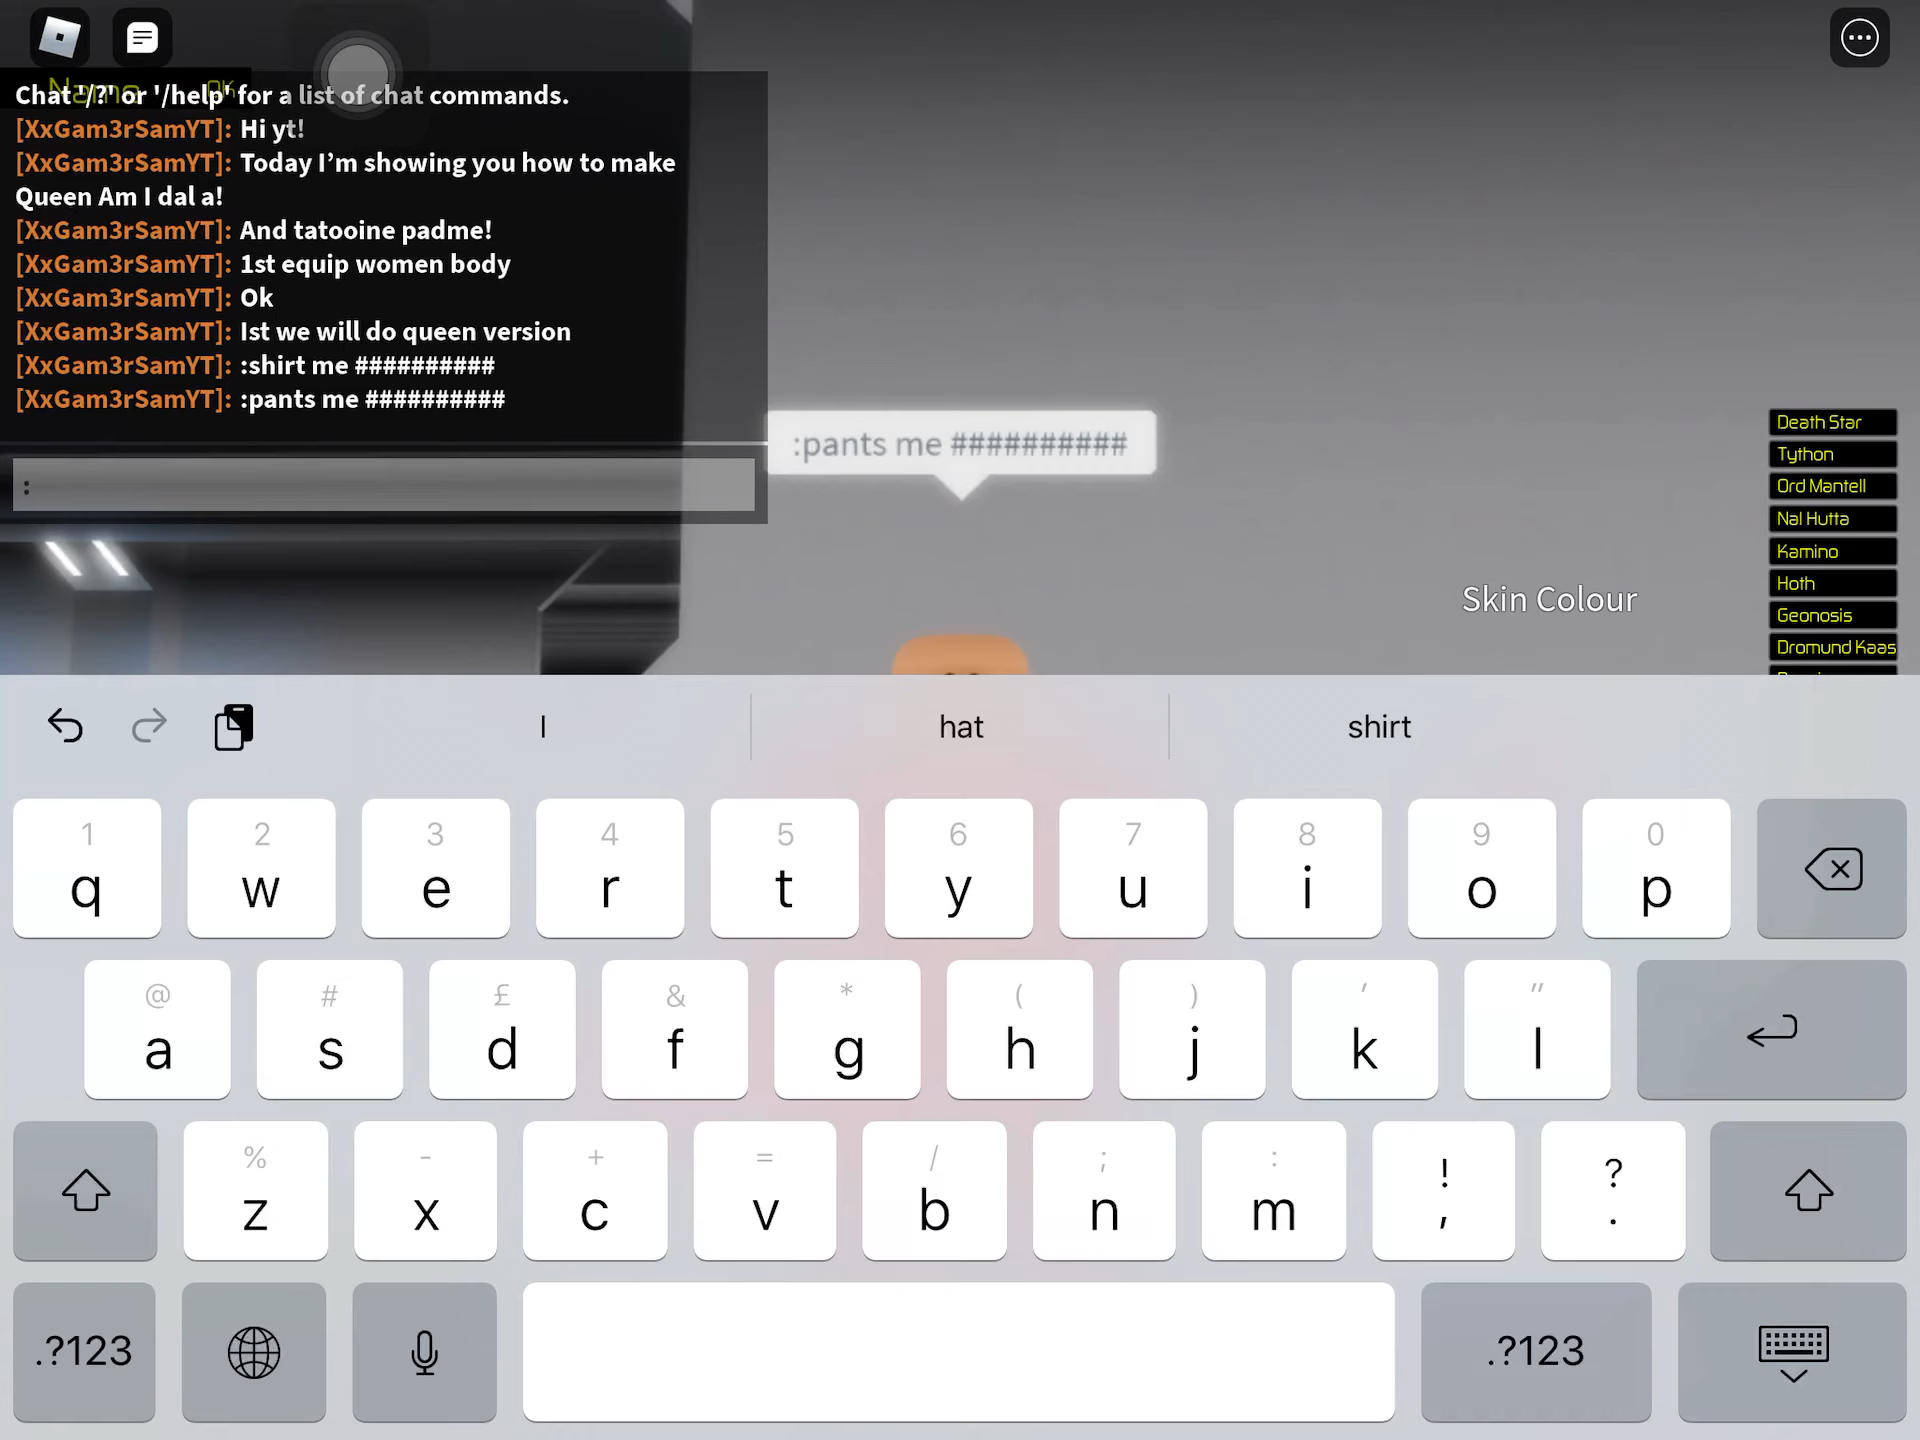 Name OK
Chat '/?' or '/help' for a list of chat commands.
[XxGam3rSamYT]: Hi yt!
[XxGam3rSamYT]: Today I’m showing you how to make
Queen Am I dal a!
[XxGam3rSamYT]: And tatooine padme!
[XxGam3rSamYT]: 1st equip women body
[XxGam3rSamYT]: Ok
[XxGam3rSamYT]: Ist we will do queen version
[XxGam3rSamYT]: :shirt me ##########
[XxGam3rSamYT]: :pants me ##########
:
:pants me ##########
Death Star
Tython
Ord Mantell
Nal Hutta
Kamino
Hoth
Geonosis
Dromund Kaas
Skin Colour
I hat shirt
1 2 3 4 5 6 7 8 9 0
q w e r t y u i o p
@ # £ & * ( ) ' "
a s d f g h j k l
% - + = / ; : ! ?
z x c v b n m , .
.?123 .?123